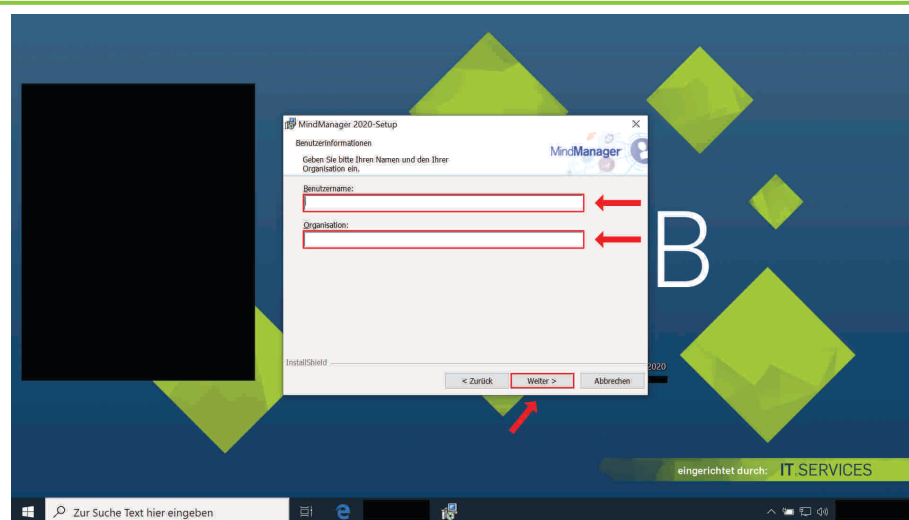 MindManager 2020-Setup
Benutzerinformationen
Geben Sie bitte Ihren Namen und den Ihrer
Organisation ein.
MindManager
Benutzername:
Organisation:
InstallShield
< Zurück
Weiter >
Abbrechen
B
2020
eingerichtet durch: IT.SERVICES
Zur Suche Text hier eingeben